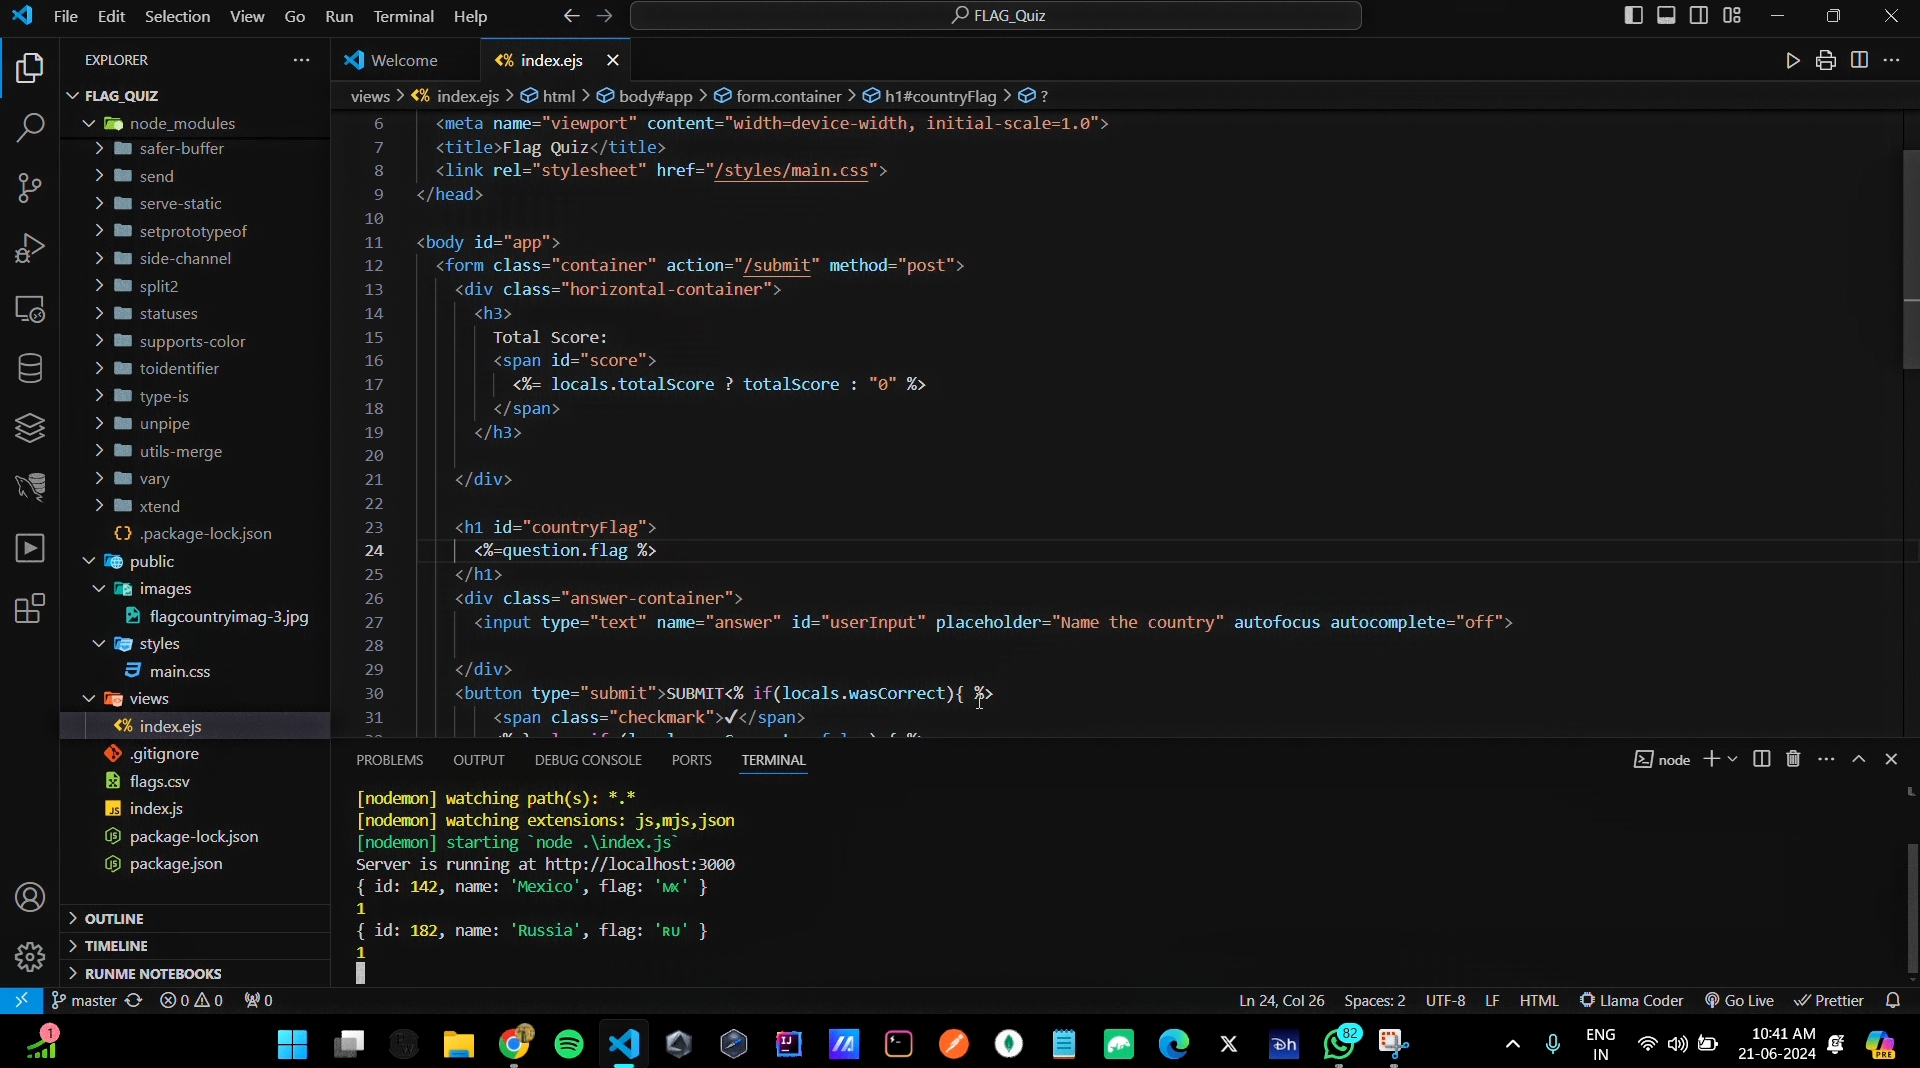 File Edit Selection View Go Run Terminal Help
FLAG_Quiz
EXPLORER
FLAG_QUIZ
node_modules
safer-buffer
send
serve-static
setprototypeof
side-channel
split2
statuses
supports-color
toidentifier
type-is
unpipe
utils-merge
vary
xtend
.package-lock.json
public
images
flagcountryimag-3.jpg
styles
main.css
views
index.ejs
.gitignore
flags.csv
index.js
package-lock.json
package.json
OUTLINE
TIMELINE
RUNME NOTEBOOKS
Welcome
index.ejs
views > index.ejs > html > body#app > form.container > h1#countryFlag > ?
6 <meta name="viewport" content="width=device-width, initial-scale=1.0">
7 <title>Flag Quiz</title>
8 <link rel="stylesheet" href="/styles/main.css">
9 </head>
10
11 <body id="app">
12 <form class="container" action="/submit" method="post">
13 <div class="horizontal-container">
14 <h3>
15 Total Score:
16 <span id="score">
17 <%= locals.totalScore ? totalScore : "0" %>
18 </span>
19 </h3>
20
21 </div>
22
23 <h1 id="countryFlag">
24 <%=question.flag %>
25 </h1>
26 <div class="answer-container">
27 <input type="text" name="answer" id="userInput" placeholder="Name the country" autofocus autocomplete="off">
28
29 </div>
30 <button type="submit">SUBMIT<% if(locals.wasCorrect){ %>
31 <span class="checkmark">✔</span>
PROBLEMS OUTPUT DEBUG CONSOLE PORTS TERMINAL
node
[nodemon] watching path(s): *.*
[nodemon] watching extensions: js,mjs,json
[nodemon] starting `node .\index.js`
Server is running at http://localhost:3000
{ id: 142, name: 'Mexico', flag: '🇲🇽' }
1
{ id: 182, name: 'Russia', flag: '🇷🇺' }
1
master 0 0 0
Ln 24, Col 26 Spaces: 2 UTF-8 LF HTML Llama Coder Go Live Prettier
1
82
ENG
IN
10:41 AM
21-06-2024
PRE